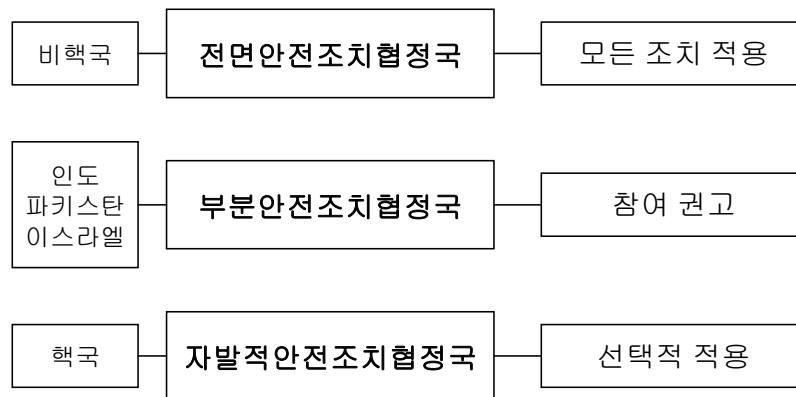 비핵국
전면안전조치협정국
모든 조치 적용
인도
파키스탄
이스라엘
부분안전조치협정국
참여 권고
핵국
자발적안전조치협정국
선택적 적용